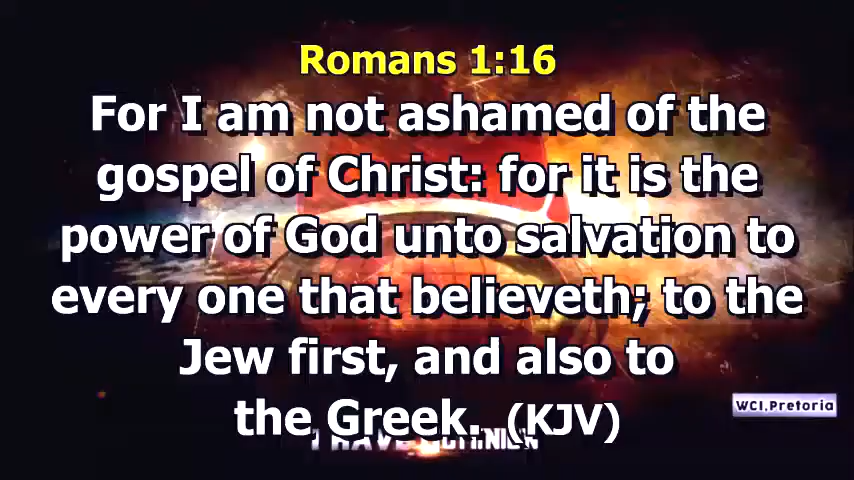 Romans 1:16
For I am not ashamed of the
gospel of Christ: for it is the
power of God unto salvation to
every one that believeth; to the
Jew first, and also to
the Greek. (KJV)
WCI,Pretoria
I HAVE